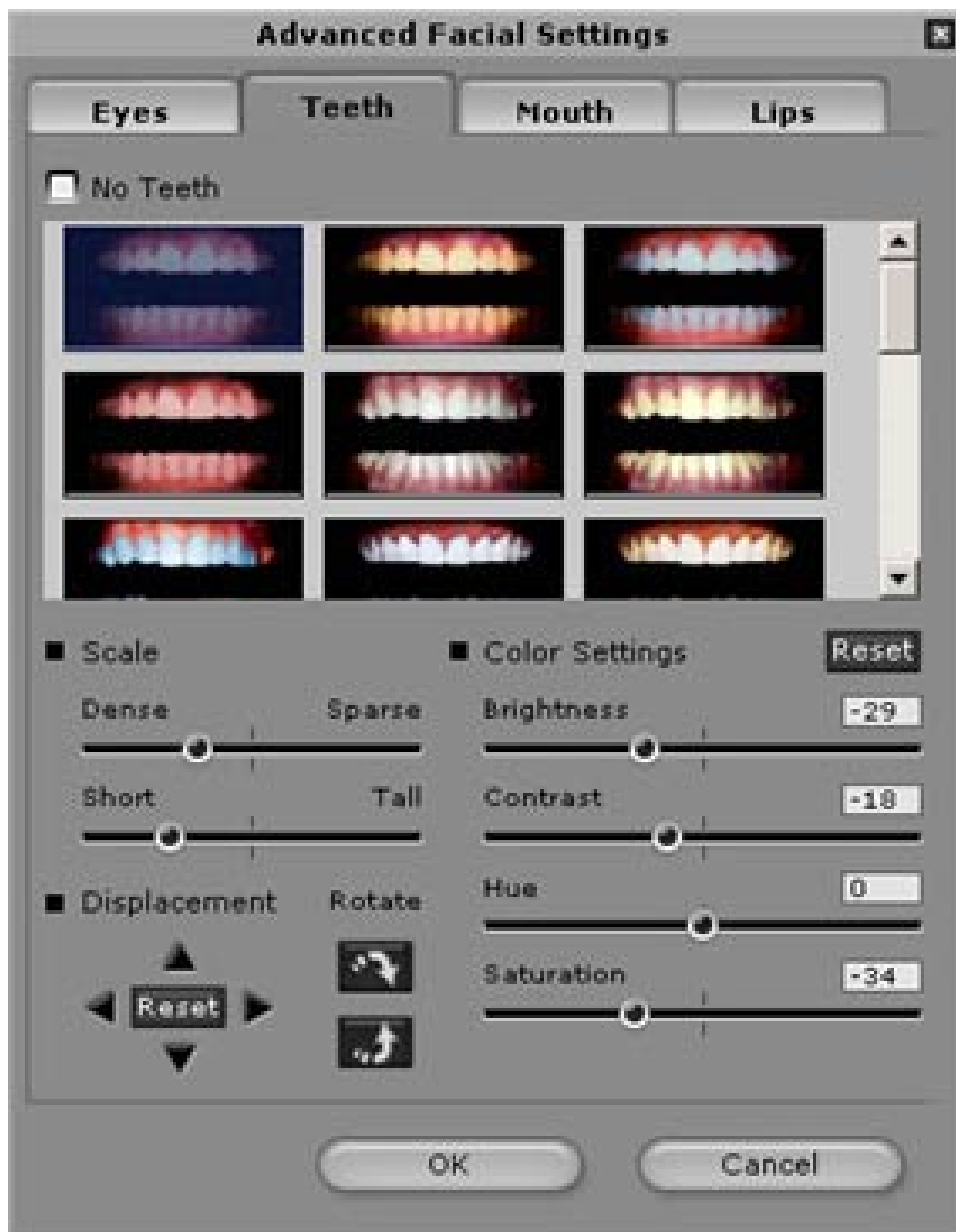 Advanced Facial Settings
Eyes Teeth Mouth Lips
No Teeth
Scale
Dense Sparse
Short Tall
Displacement Rotate
Reset
Color Settings Reset
Brightness -29
Contrast -18
Hue 0
Saturation -34
OK Cancel